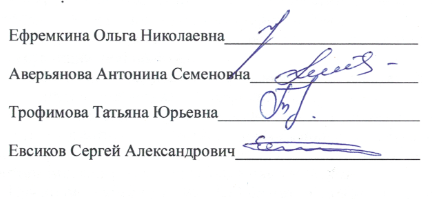 Ефремкина Ольга Николаевна
Аверьянова Антонина Семеновна
Трофимова Татьяна Юрьевна
Евсиков Сергей Александрович